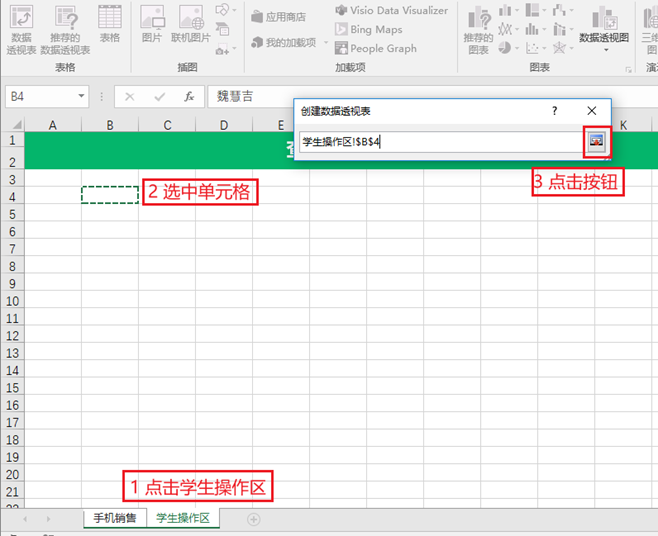 数据
透视表
推荐的
数据透视表
表格
图片
联机图片
应用商店
我的加载项
Visio Data Visualizer
Bing Maps
People Graph
推荐的
图表
数据透视图
三维
表格
插图
加载项
图表
演
B4
fx
魏慧吉
创建数据透视表
?
学生操作区!$B$4
A B C D E K
1
2
3
4
5
6
7
8
9
10
11
12
13
14
15
16
17
18
19
20
21
2 选中单元格
3 点击按钮
1 点击学生操作区
手机销售
学生操作区